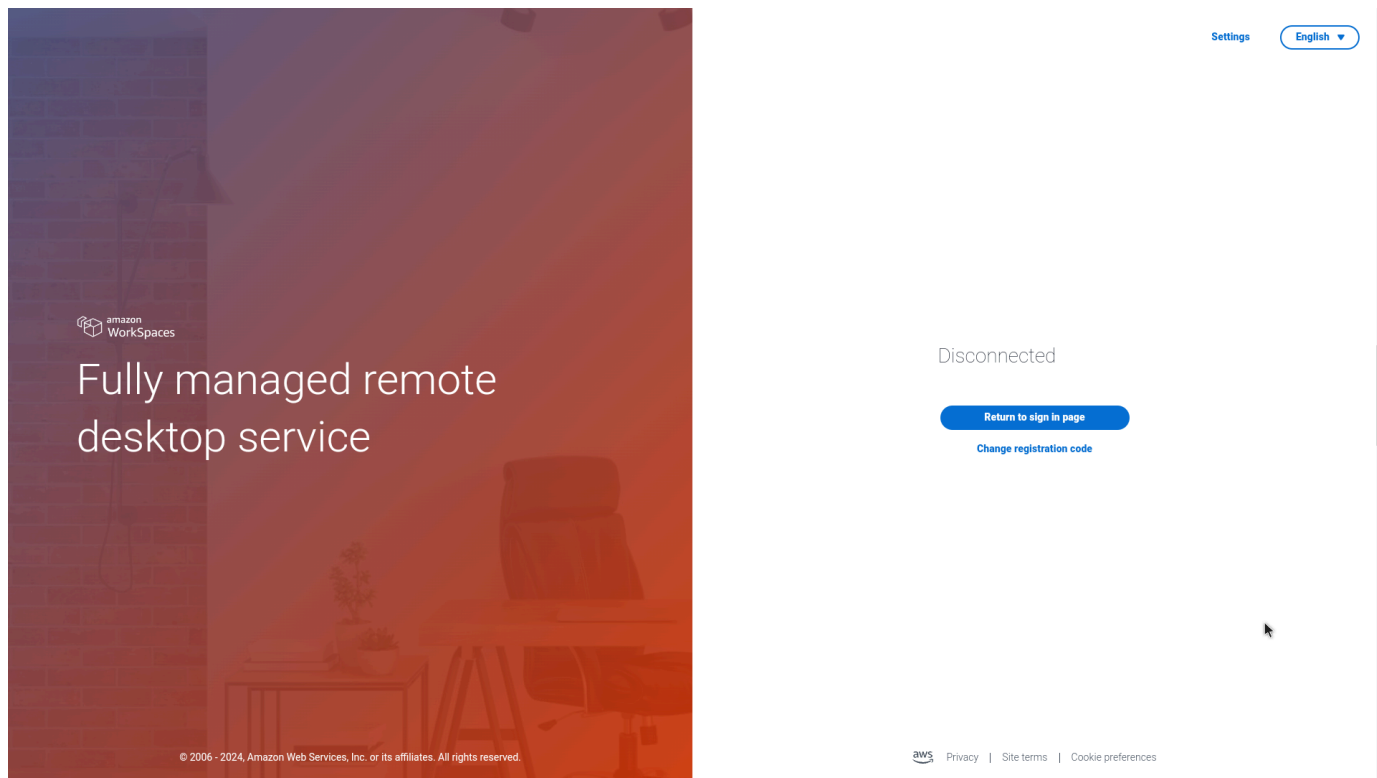 Settings
English
amazon
WorkSpaces
Fully managed remote
desktop service
Disconnected
Return to sign in page
Change registration code
© 2006 - 2024, Amazon Web Services, Inc. or its affiliates. All rights reserved.
aws Privacy | Site terms | Cookie preferences